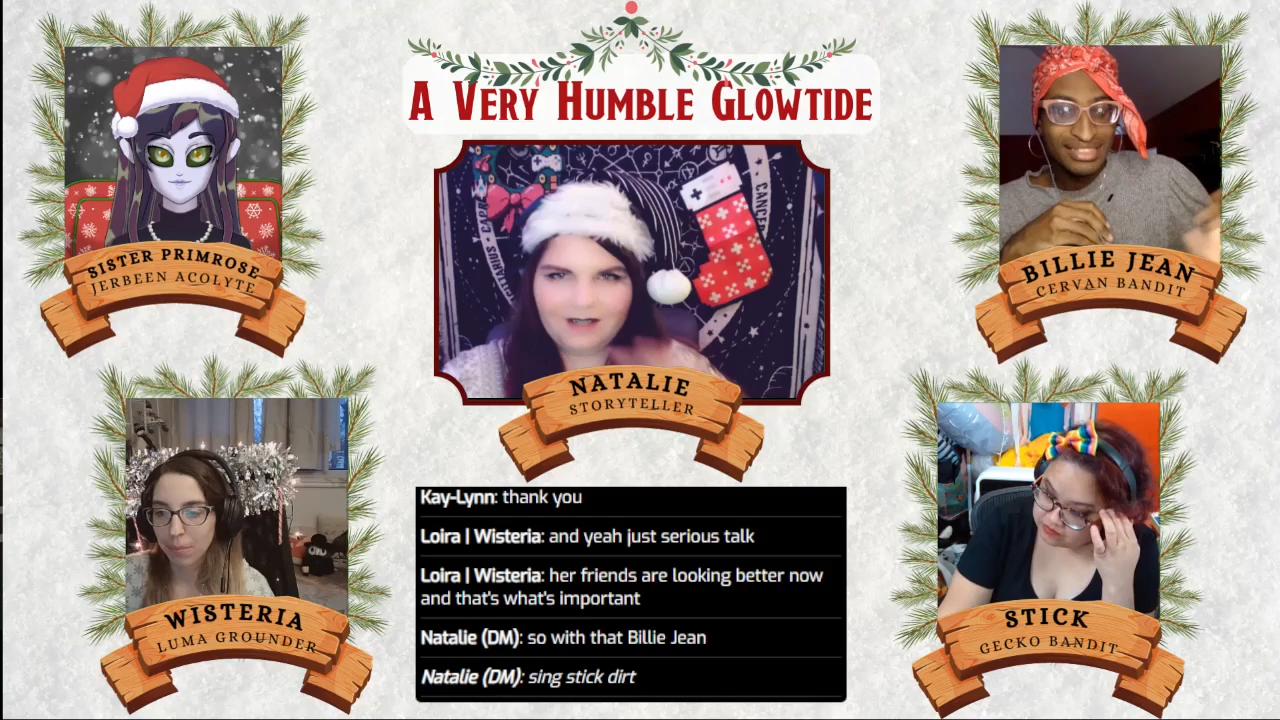 A VERY HUMBLE GLOWTIDE
SISTER PRIMROSE
JERBEEN ACOLYTE
BILLIE JEAN
CERVAN BANDIT
CANCER
NATALIE
STORYTELLER
WISTERIA
LUMA GROUNDER
STICK
GECKO BANDIT
Kay-Lynn: thank you
Loira | Wisteria: and yeah just serious talk
Loira | Wisteria: her friends are looking better now
and that's what's important
Natalie (DM): so with that Billie Jean
Natalie (DM): sing stick dirt